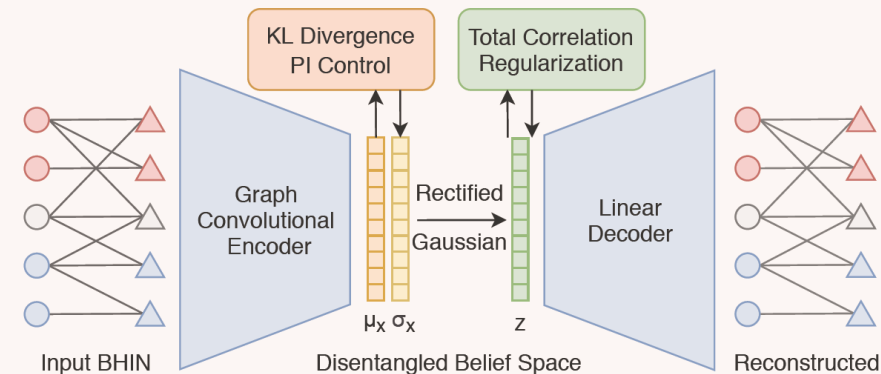 KL Divergence
PI Control
Total Correlation
Regularization
Graph
Convolutional
Encoder
Rectified
Gaussian
Linear
Decoder
μx σx
z
Input BHIN
Disentangled Belief Space
Reconstructed